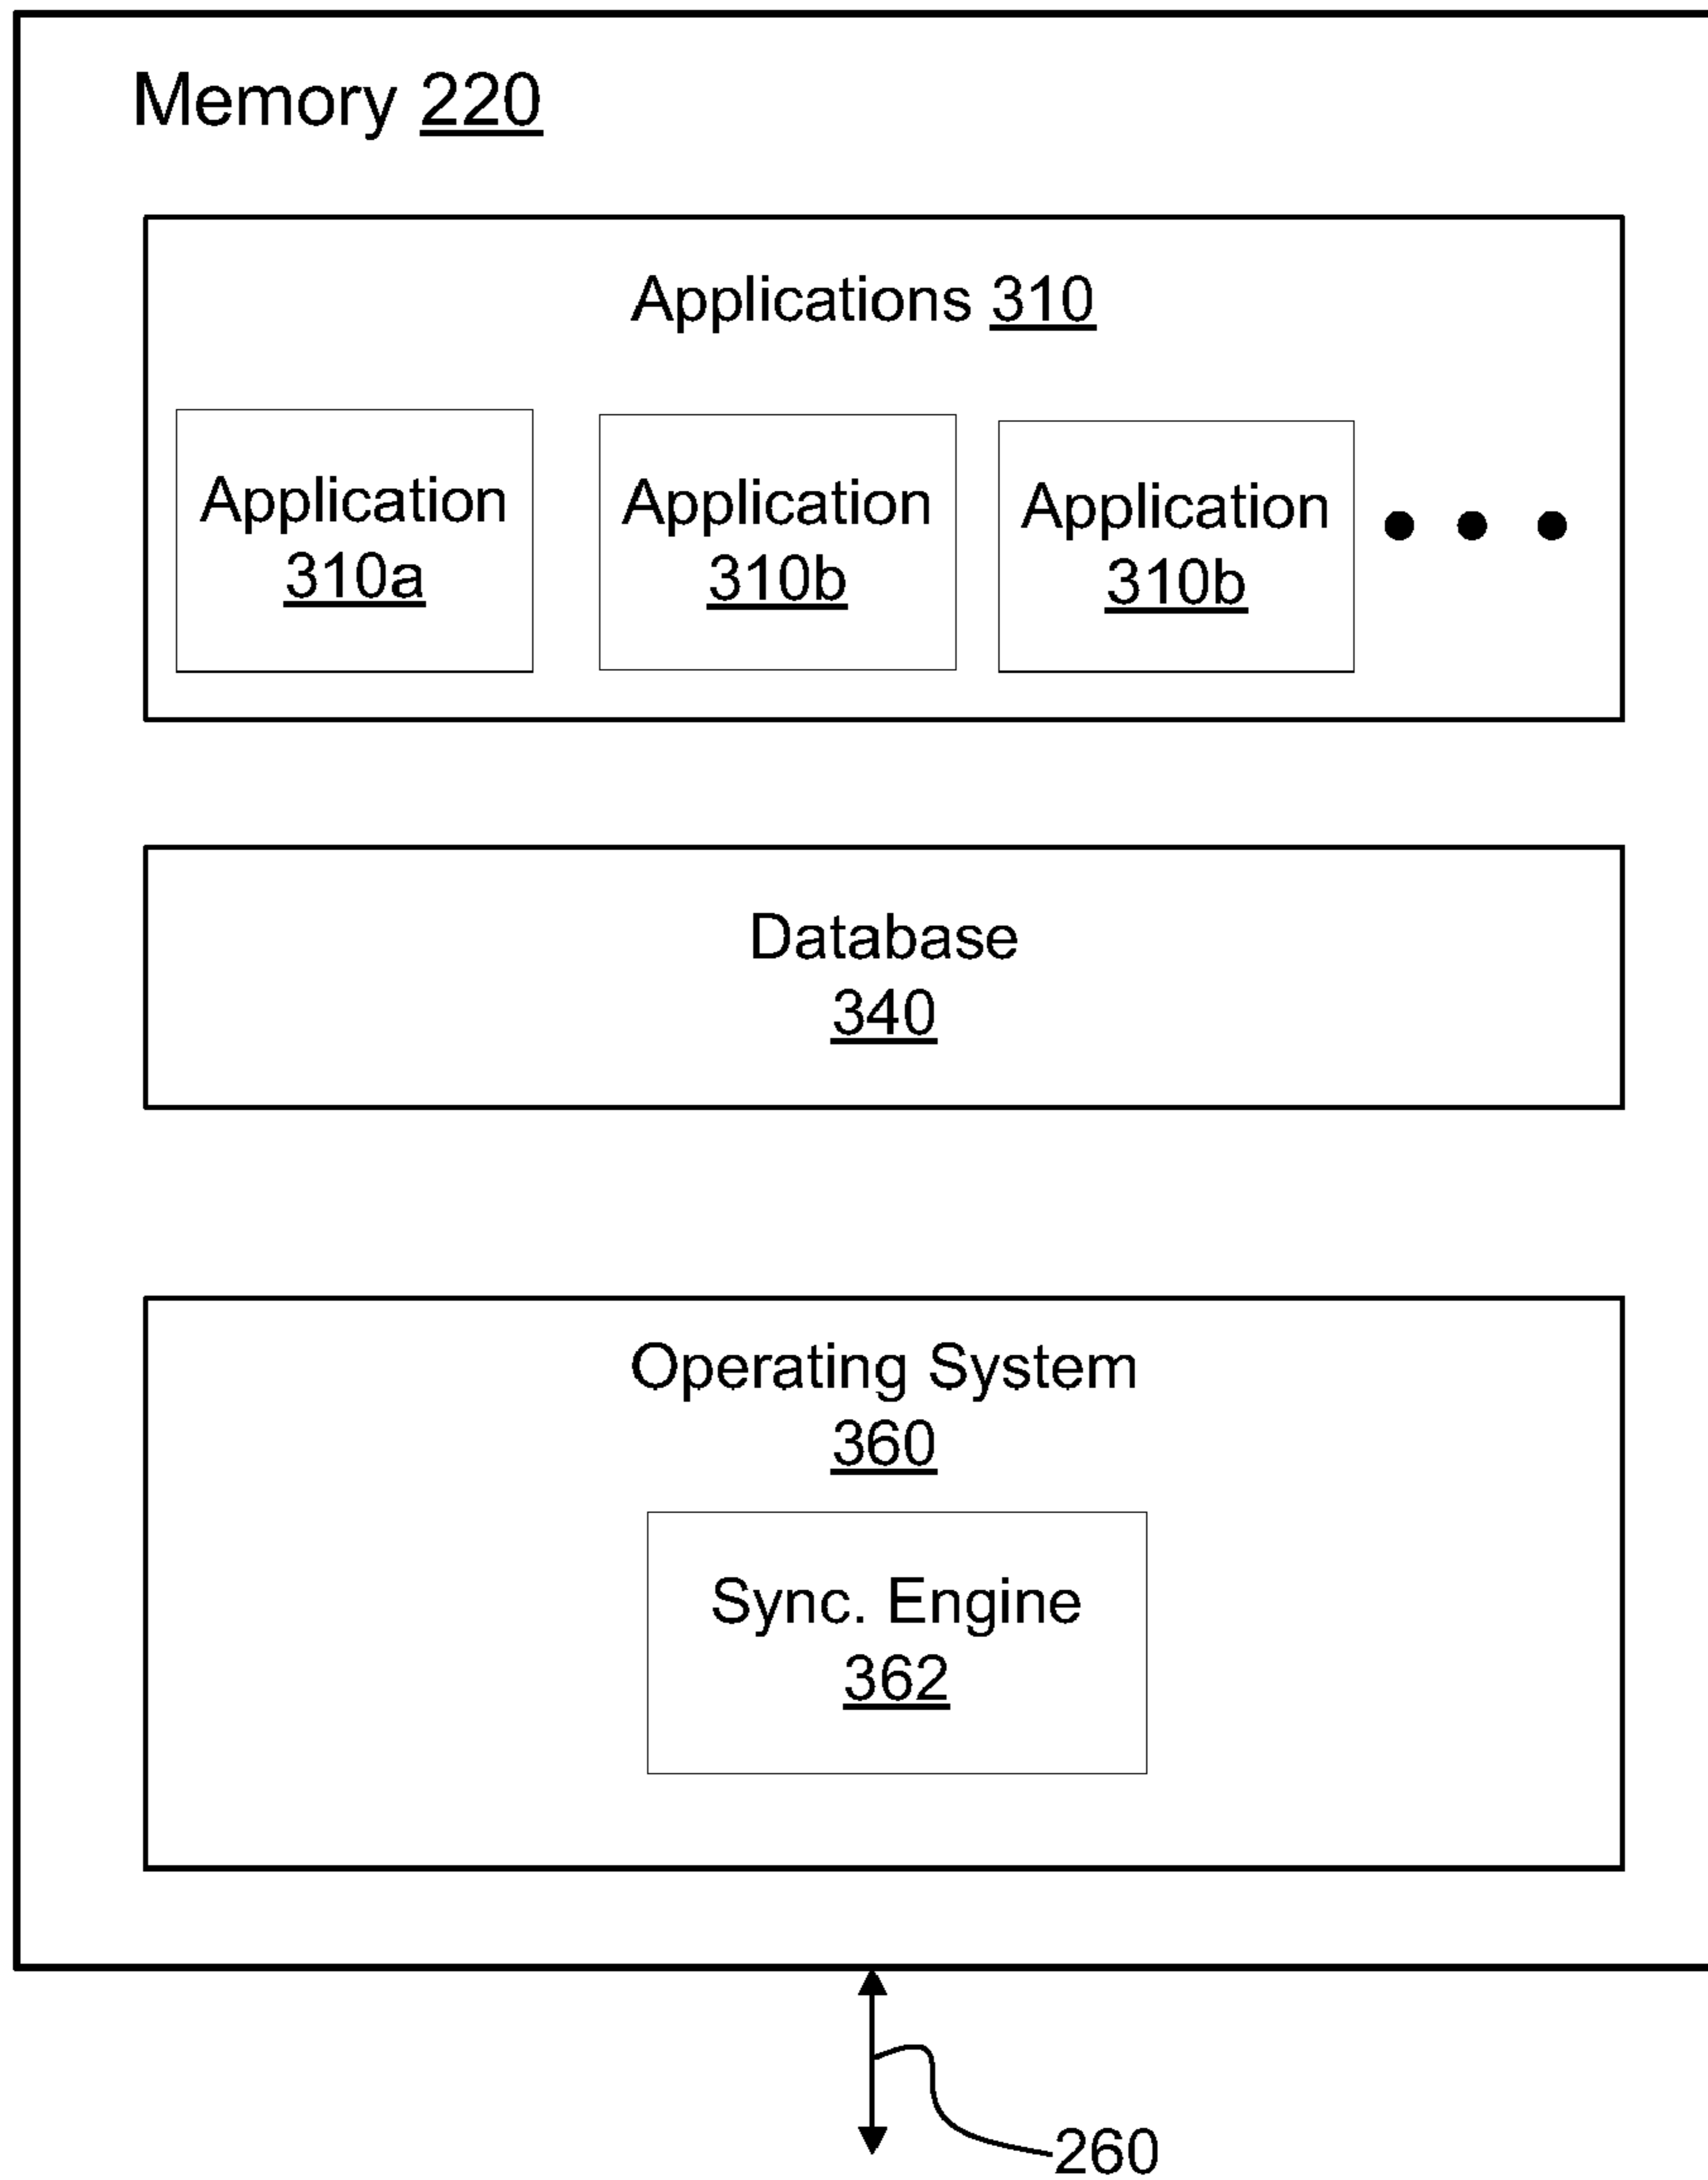 Memory 220
Applications 310
Application
310a
Application
310b
Application
310b
Database
340
Operating System
360
Sync. Engine
362
260